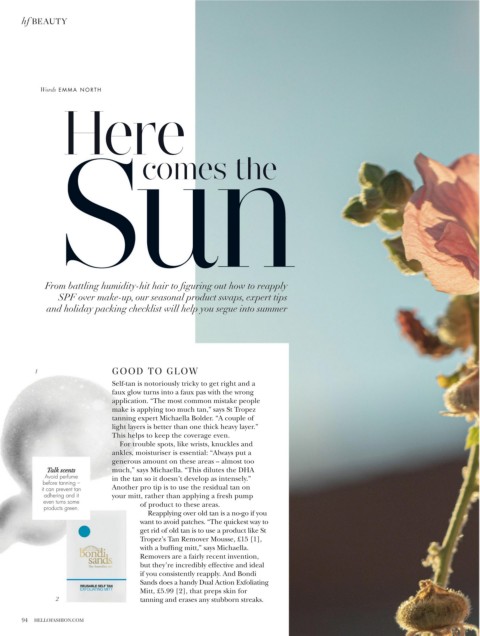 hf BEAUTY
Words EMMA NORTH
Here
comes the
Sun
From battling humidity-hit hair to figuring out how to reapply
SPF over make-up, our seasonal product swaps, expert tips
and holiday packing checklist will help you segue into summer
1
GOOD TO GLOW
Self-tan is notoriously tricky to get right and a
faux glow turns into a faux pas with the wrong
application. “The most common mistake people
make is applying too much tan,” says St Tropez
tanning expert Michaella Bolder. “A couple of
light layers is better than one thick heavy layer.”
This helps to keep the coverage even.
For trouble spots, like wrists, knuckles and
ankles, moisturiser is essential: “Always put a
generous amount on these areas – almost too
much,” says Michaella. “This dilutes the DHA
in the tan so it doesn’t develop as intensely.”
Another pro tip is to use the residual tan on
your mitt, rather than applying a fresh pump
of product to these areas.
Reapplying over old tan is a no-go if you
want to avoid patches. “The quickest way to
get rid of old tan is to use a product like St
Tropez’s Tan Remover Mousse, £15 [1],
with a buffing mitt,” says Michaella.
Removers are a fairly recent invention,
but they’re incredibly effective and ideal
if you consistently reapply. And Bondi
Sands does a handy Dual Action Exfoliating
Mitt, £5.99 [2], that preps skin for
tanning and erases any stubborn streaks.
Talk scents
Avoid perfume
before tanning –
it can prevent tan
adhering and it
even turns some
products green.
Bondi
sands
REUSABLE SELF TAN
EXFOLIATING MITT
2
94 HELLOFASHION.COM